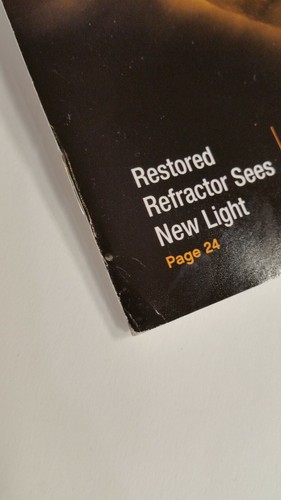 Restored
Refractor Sees
New Light
Page 24